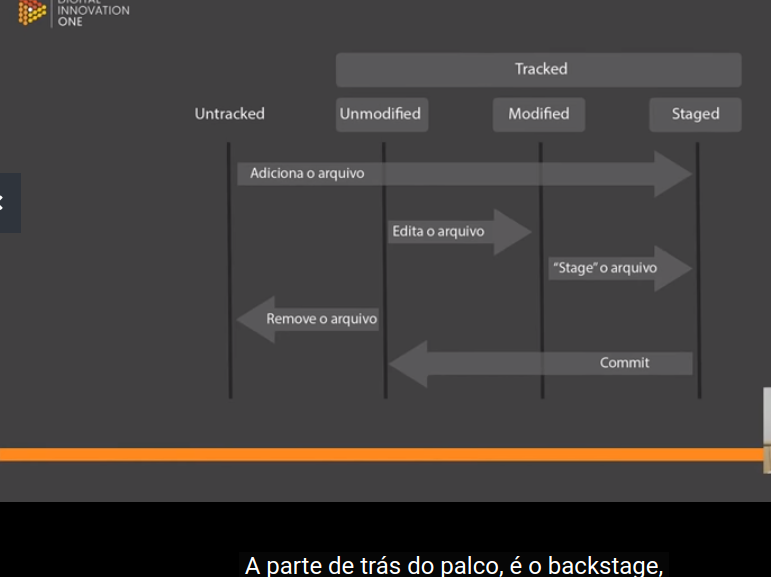 DIGITAL
INNOVATION
ONE
Tracked
Untracked
Unmodified
Modified
Staged
Adiciona o arquivo
Edita o arquivo
“Stage” o arquivo
Remove o arquivo
Commit
A parte de trás do palco, é o backstage,